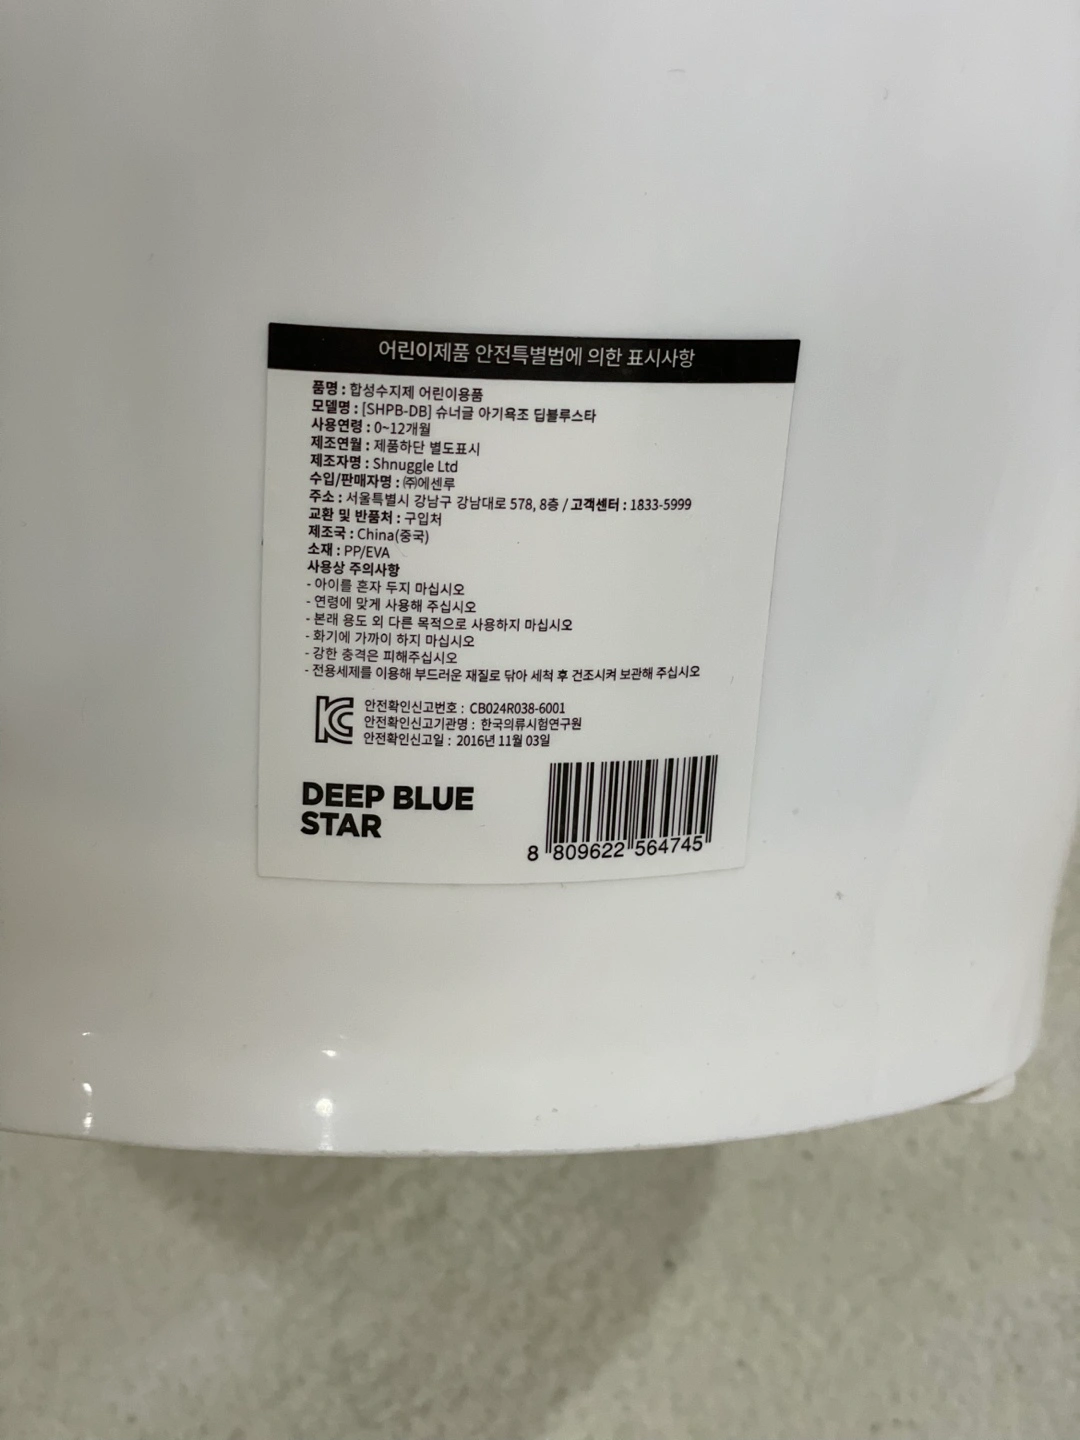 어린이제품 안전특별법에 의한 표시사항
품명 : 합성수지제 어린이용품
모델명 : [SHPB-DB] 슈너글 아기욕조 딥블루스타
사용연령 : 0~12개월
제조연월 : 제품하단 별도표시
제조자명 : Shnuggle Ltd
수입/판매자명 : ㈜에센루
주소 : 서울특별시 강남구 강남대로 578, 8층 / 고객센터 : 1833-5999
교환 및 반품처 : 구입처
제조국 : China(중국)
소재 : PP/EVA
사용상 주의사항
- 아이를 혼자 두지 마십시오
- 연령에 맞게 사용해 주십시오
- 본래 용도 외 다른 목적으로 사용하지 마십시오
- 화기에 가까이 하지 마십시오
- 강한 충격은 피해주십시오
- 전용세제를 이용해 부드러운 재질로 닦아 세척 후 건조시켜 보관해 주십시오
안전확인신고번호 : CB024R038-6001
안전확인신고기관명 : 한국의류시험연구원
안전확인신고일 : 2016년 11월 03일
DEEP BLUE
STAR
8 809622 564745